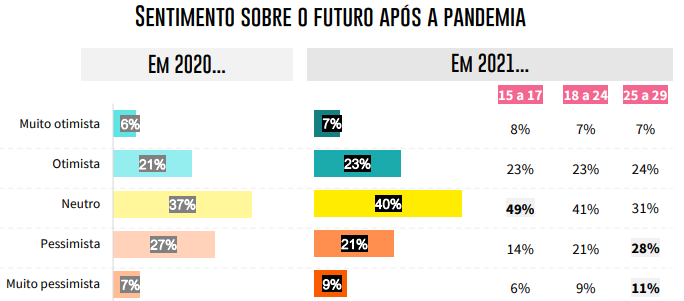 SENTIMENTO SOBRE O FUTURO APÓS A PANDEMIA
EM 2020... EM 2021...
15 a 17 18 a 24 25 a 29
Muito otimista 6% 7% 8% 7% 7%
Otimista 21% 23% 23% 23% 24%
Neutro 37% 40% 49% 41% 31%
Pessimista 27% 21% 14% 21% 28%
Muito pessimista 7% 9% 6% 9% 11%